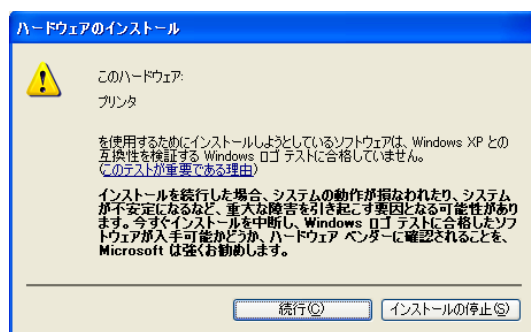 ハードウェアのインストール
このハードウェア:
プリンタ
を使用するためにインストールしようとしているソフトウェアは、Windows XP との
互換性を検証する Windows ロゴ テストに合格していません。
(このテストが重要である理由)
インストールを続行した場合、システムの動作が損なわれたり、システム
が不安定になるなど、重大な障害を引き起こす要因となる可能性があり
ます。今すぐインストールを中断し、Windows ロゴ テストに合格したソフ
トウェアが入手可能かどうか、ハードウェア ベンダーに確認されることを、
Microsoft は強くお勧めします。
続行(C)
インストールの停止(S)